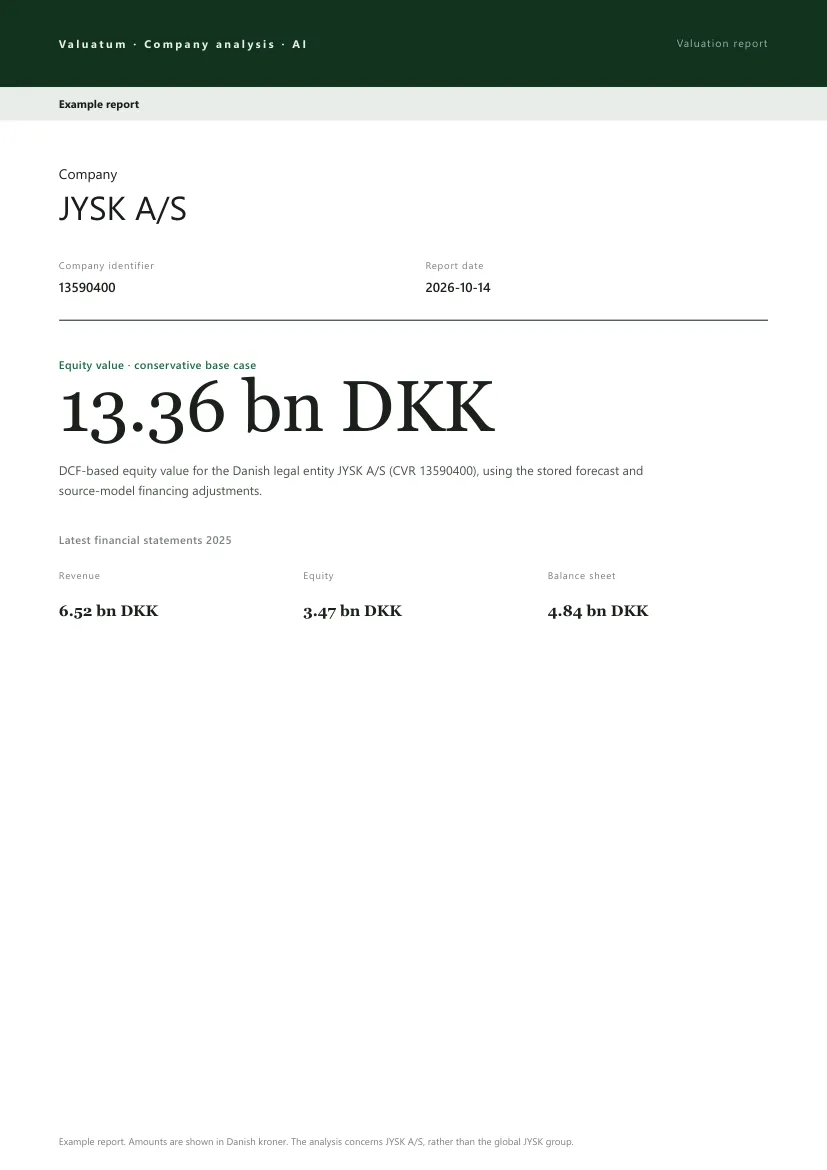 Valuatum · Company analysis · AI
Valuation report
Example report
Company
JYSK A/S
Company identifier
Report date
13590400
2026-10-14
Equity value · conservative base case
13.36 bn DKK
DCF-based equity value for the Danish legal entity JYSK A/S (CVR 13590400), using the stored forecast and
source-model financing adjustments.
Latest financial statements 2025
Revenue
Equity
Balance sheet
6.52 bn DKK
3.47 bn DKK
4.84 bn DKK
Example report. Amounts are shown in Danish kroner. The analysis concerns JYSK A/S, rather than the global JYSK group.